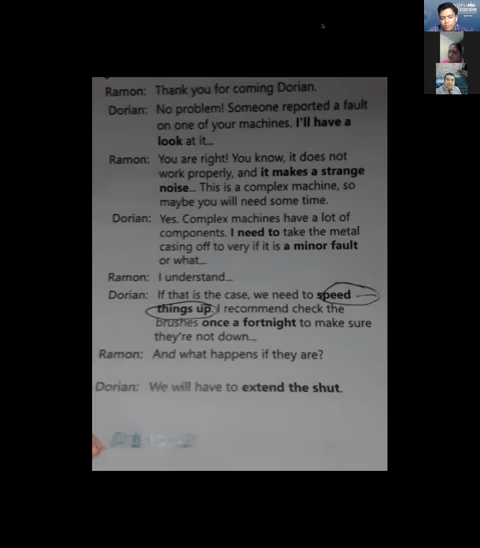 Ramon: Thank you for coming Dorian.
Dorian: No problem! Someone reported a fault
on one of your machines. I'll have a
look at it...
Ramon: You are right! You know, it does not
work properly, and it makes a strange
noise... This is a complex machine, so
maybe you will need some time.
Dorian: Yes. Complex machines have a lot of
components. I need to take the metal
casing off to very if it is a minor fault
or what...
Ramon: I understand...
Dorian: If that is the case, we need to speed
things up. I recommend check the
brushes once a fortnight to make sure
they're not down...
Ramon: And what happens if they are?
Dorian: We will have to extend the shut.